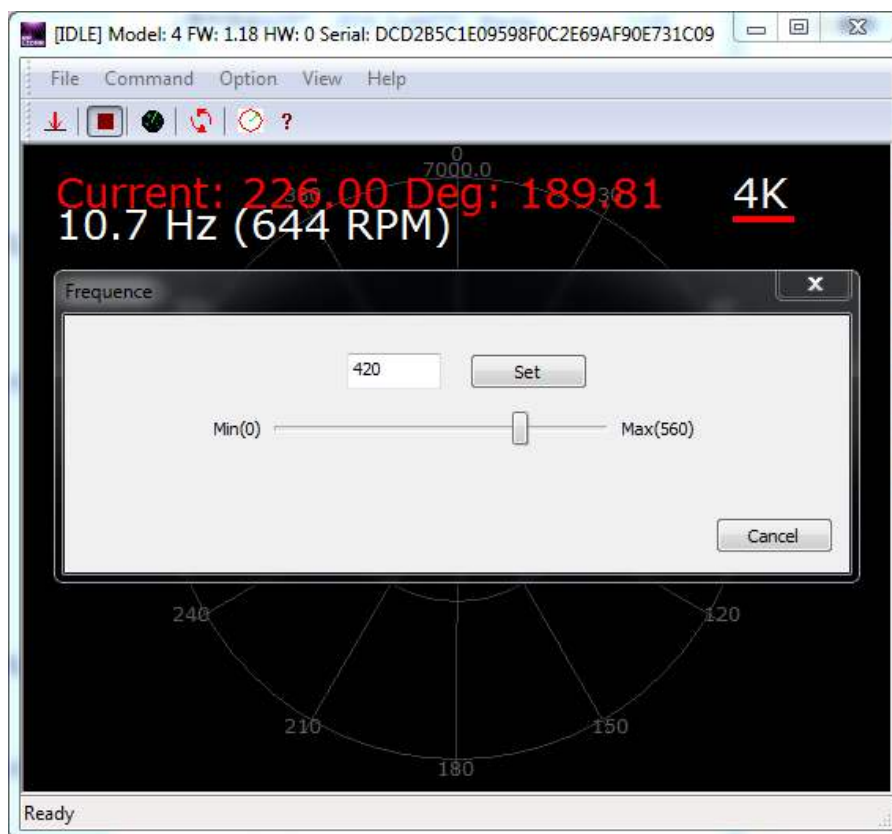 [IDLE] Model: 4 FW: 1.18 HW: 0 Serial: DCD2B5C1E09598F0C2E69AF90E731C09
File Command Option View Help
?
0
7000.0
Current: 226.00 Deg: 189.81 4K
330 30
10.7 Hz (644 RPM)
Frequence
420 Set
Min(0) Max(560)
Cancel
240 120
210 150
180
Ready